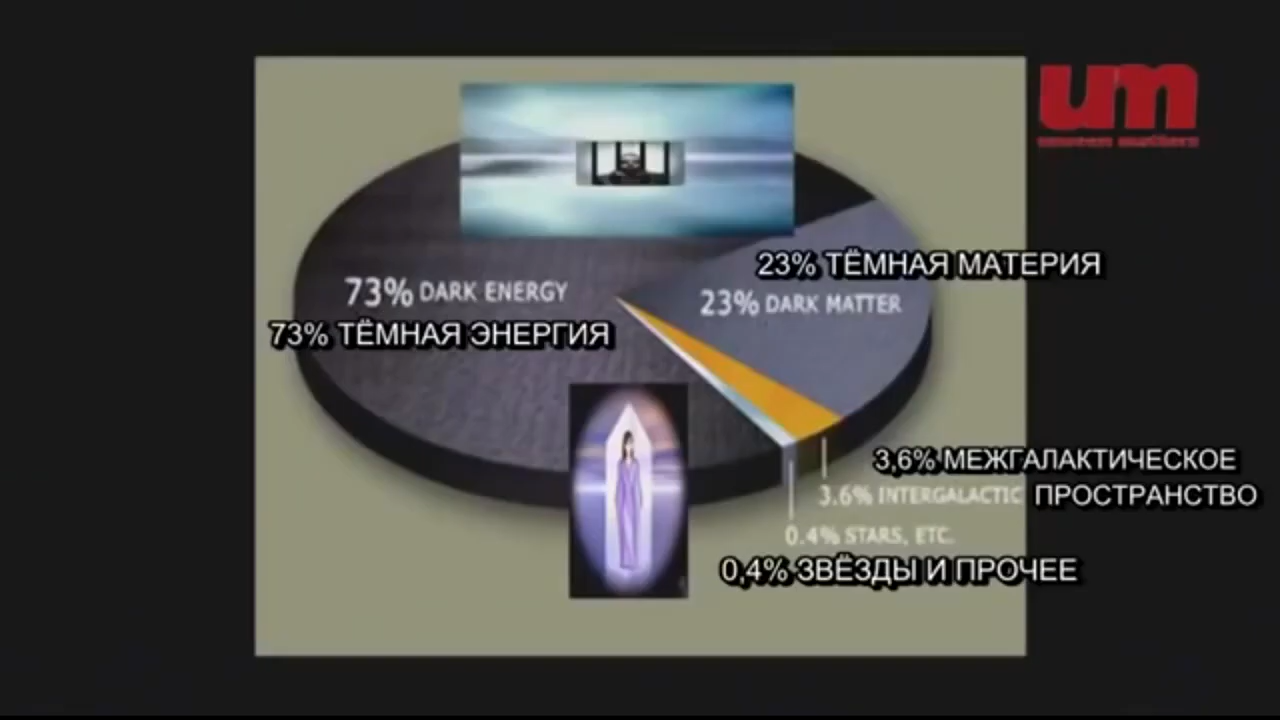 um
23% ТЁМНАЯ МАТЕРИЯ
73% DARK ENERGY
23% DARK MATTER
73% ТЁМНАЯ ЭНЕРГИЯ
3,6% МЕЖГАЛАКТИЧЕСКОЕ
3.6% INTERGALACTIC ПРОСТРАНСТВО
0.4% STARS, ETC.
0,4% ЗВЁЗДЫ И ПРОЧЕЕ